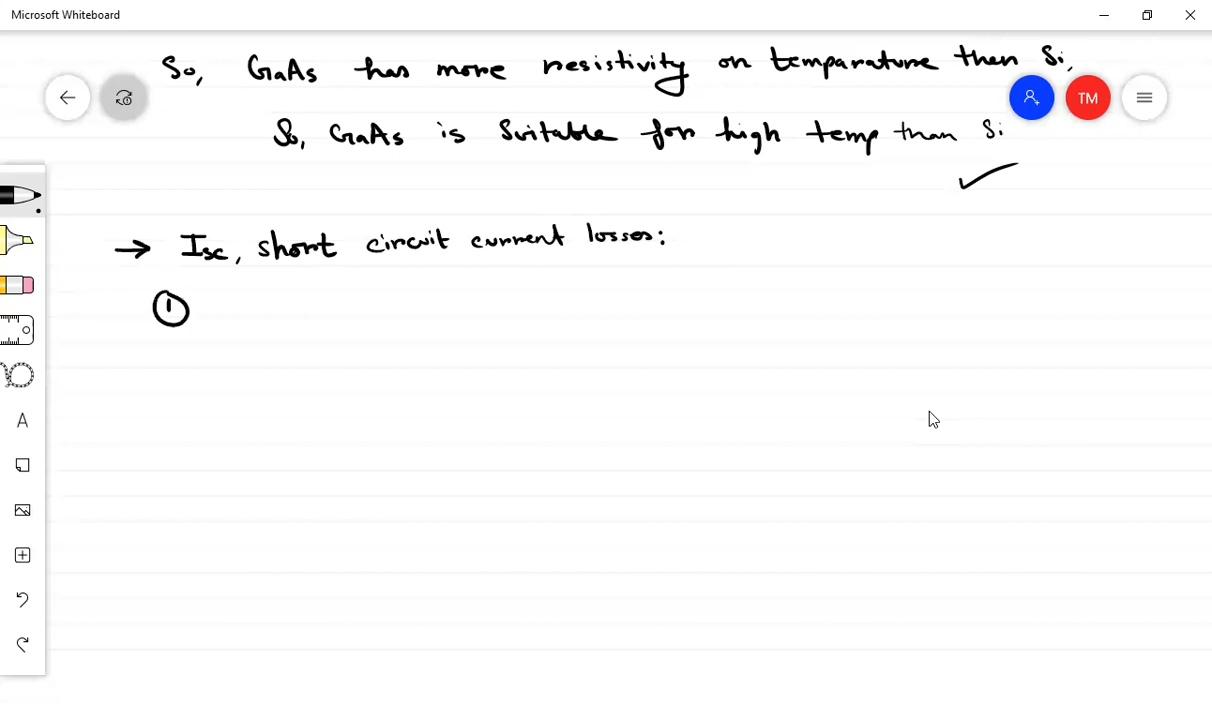 Microsoft Whiteboard
So, GaAs has more resistivity on temparature then Si,
TM
So, GaAs is Suitable for high temp than Si
→ Isc, short circuit current losses:
①
A